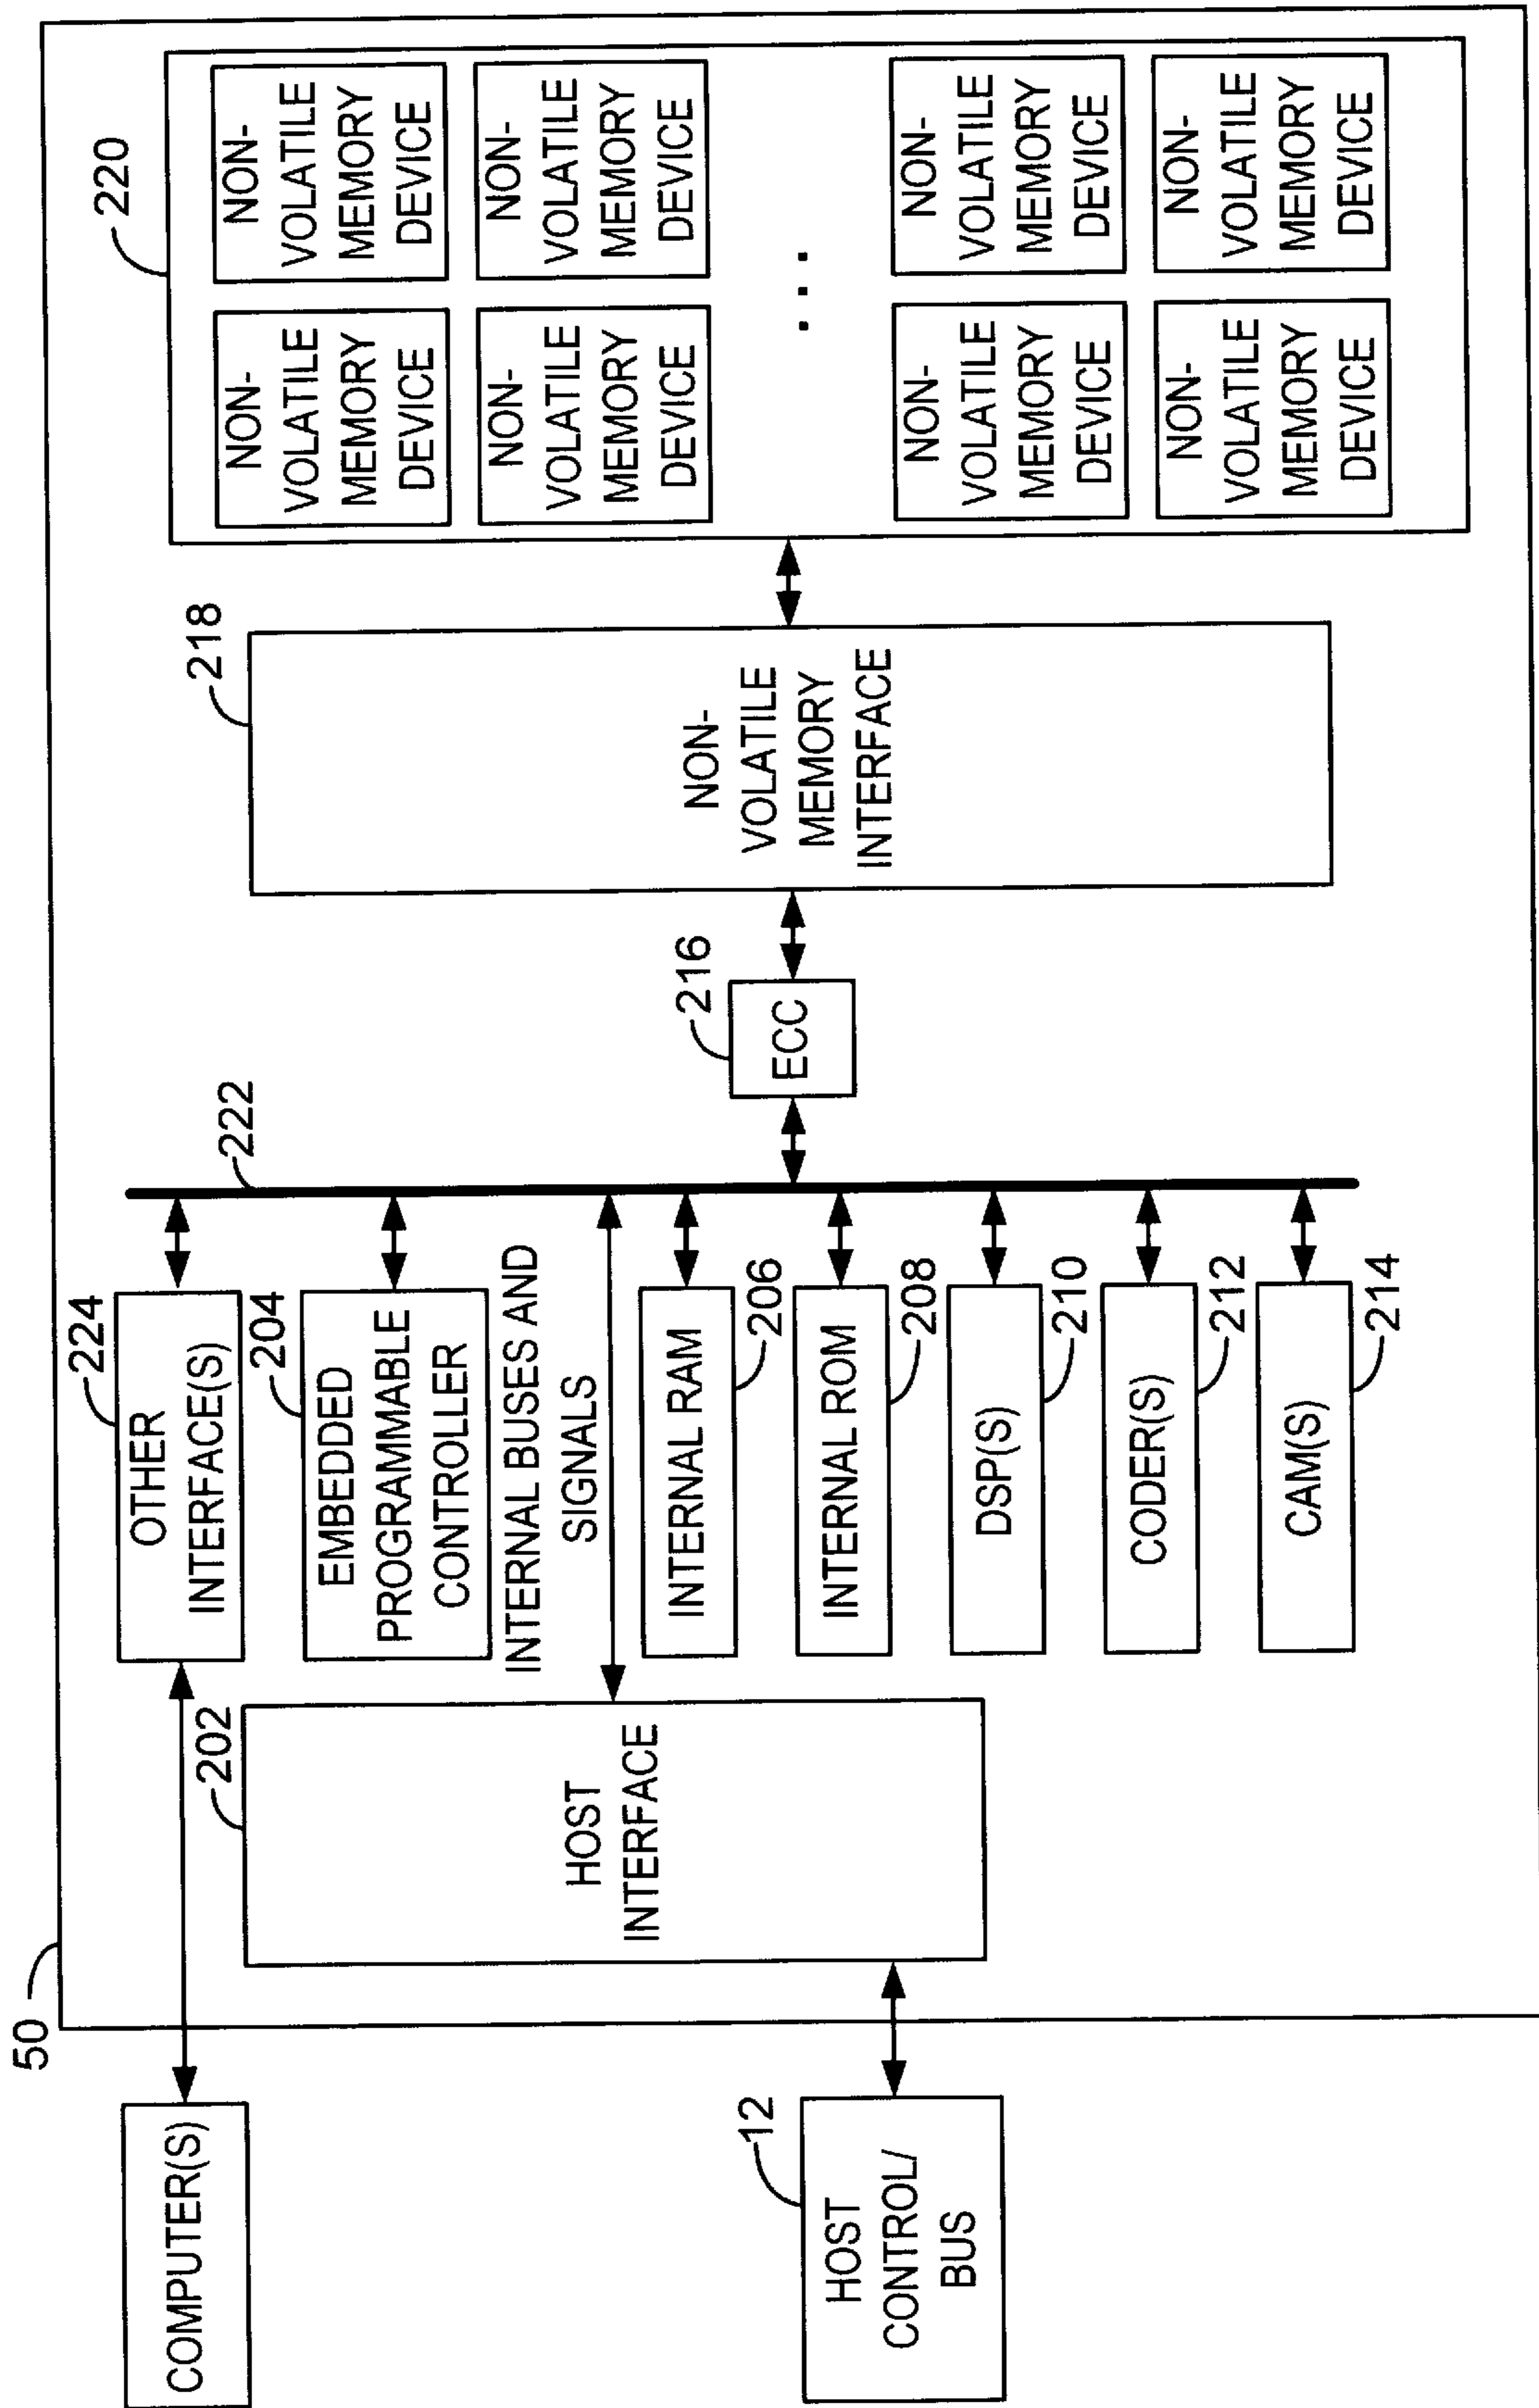 50
COMPUTER(S)
12
HOST
CONTROL/
BUS
202
HOST
INTERFACE
224
OTHER
INTERFACE(S)
204
EMBEDDED
PROGRAMMABLE
CONTROLLER
INTERNAL BUSES AND
SIGNALS
INTERNAL RAM
206
INTERNAL ROM
208
DSP(S)
210
CODER(S)
212
CAM(S)
214
222
216
ECC
218
NON-
VOLATILE
MEMORY
INTERFACE
220
NON-
VOLATILE
MEMORY
DEVICE
NON-
VOLATILE
MEMORY
DEVICE
NON-
VOLATILE
MEMORY
DEVICE
NON-
VOLATILE
MEMORY
DEVICE
. . .
NON-
VOLATILE
MEMORY
DEVICE
NON-
VOLATILE
MEMORY
DEVICE
NON-
VOLATILE
MEMORY
DEVICE
NON-
VOLATILE
MEMORY
DEVICE